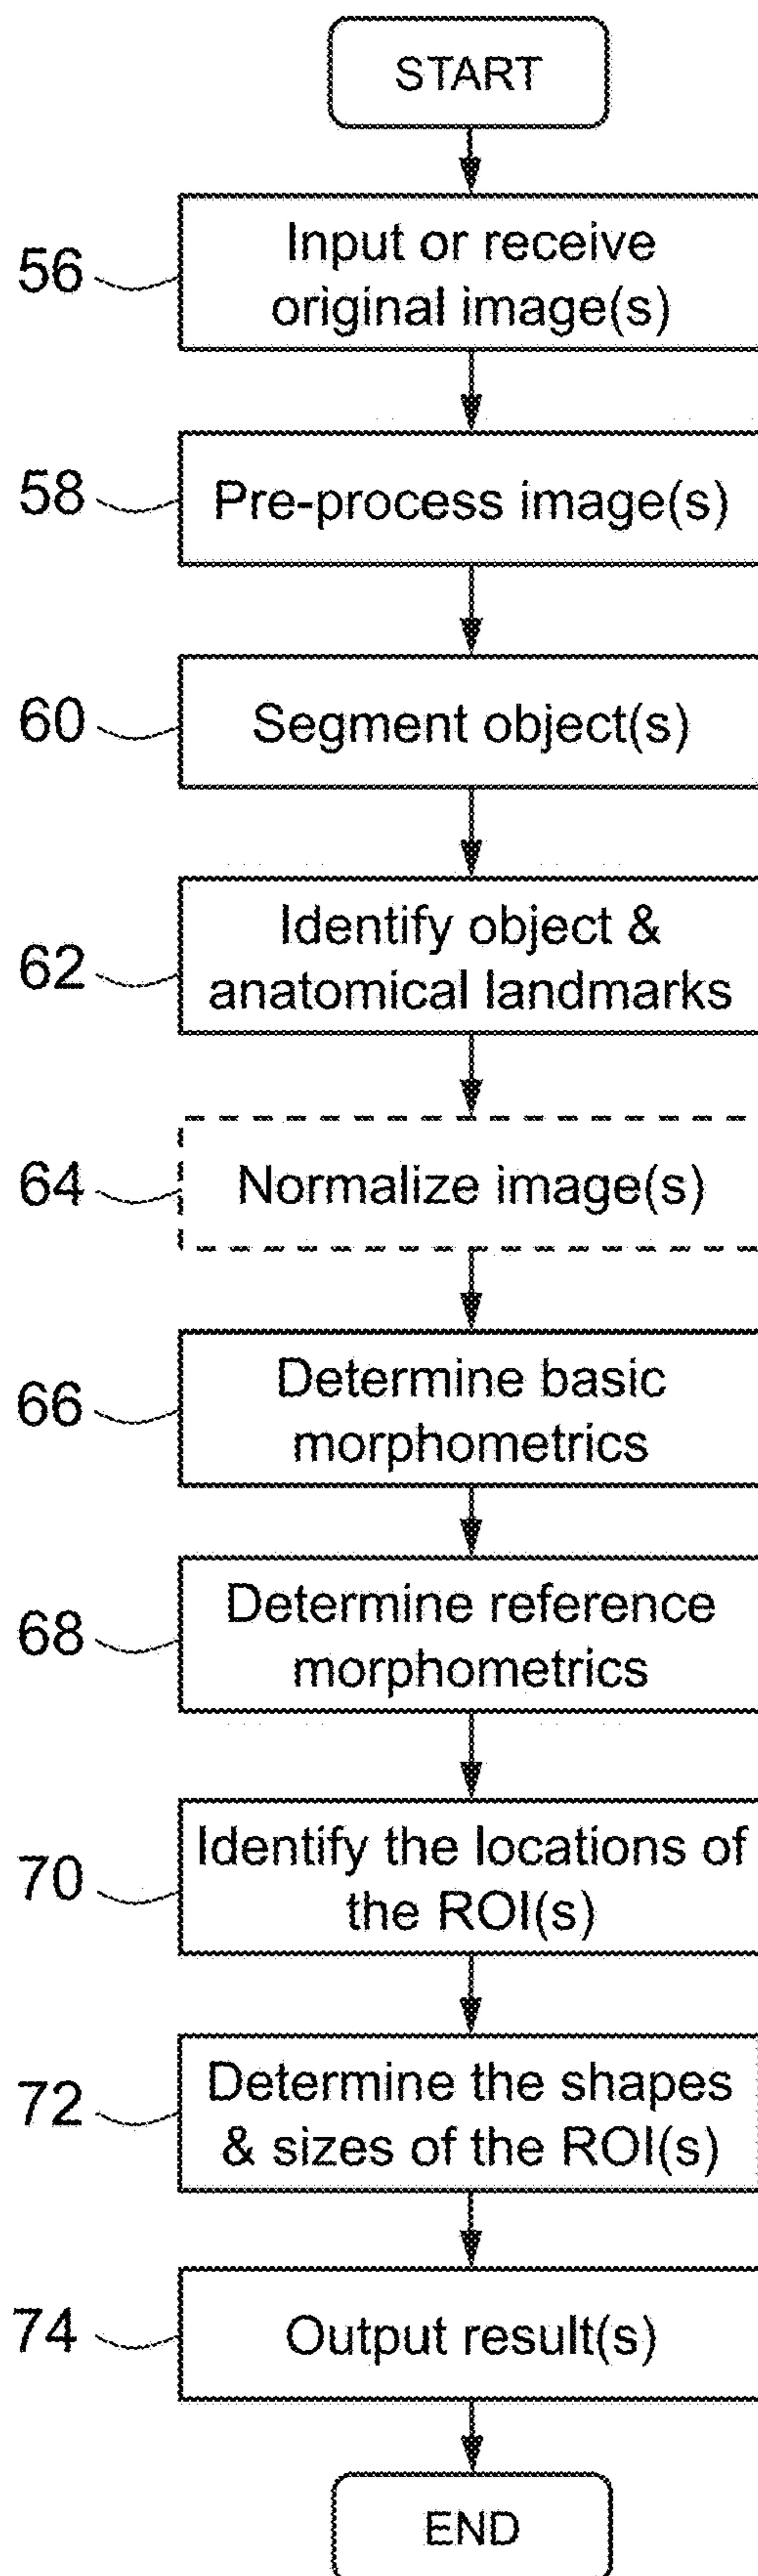 START
56
Input or receive
original image(s)
58
Pre-process image(s)
60
Segment object(s)
62
Identify object &
anatomical landmarks
64
Normalize image(s)
66
Determine basic
morphometrics
68
Determine reference
morphometrics
70
Identify the locations of
the ROI(s)
72
Determine the shapes
& sizes of the ROI(s)
74
Output result(s)
END